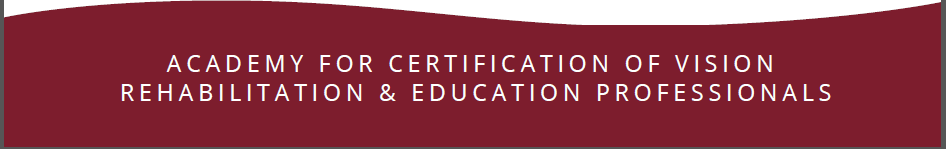 ACADEMY FOR CERTIFICATION OF VISION
REHABILITATION & EDUCATION PROFESSIONALS